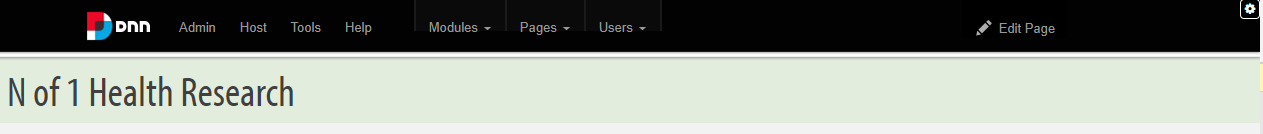 DNN Admin Host Tools Help Modules Pages Users Edit Page
N of 1 Health Research